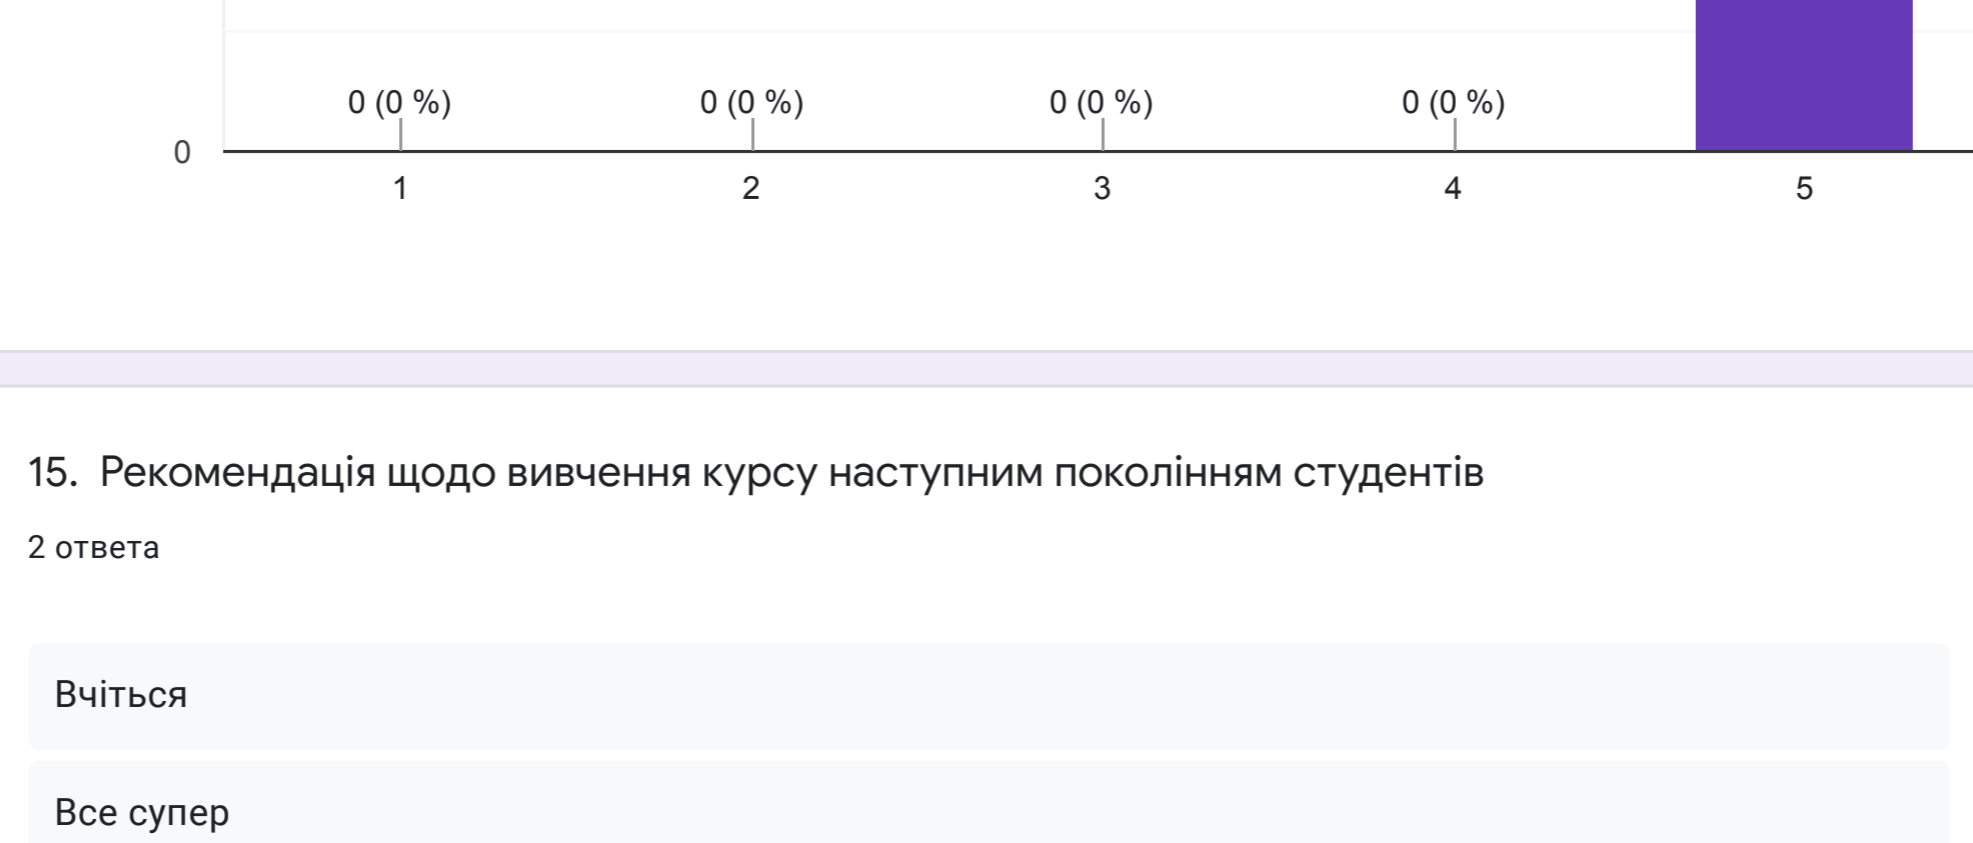 0 (0 %) 0 (0 %) 0 (0 %) 0 (0 %)
0
1 2 3 4 5
15. Рекомендація щодо вивчення курсу наступним поколінням студентів
2 ответа
Вчіться
Все супер